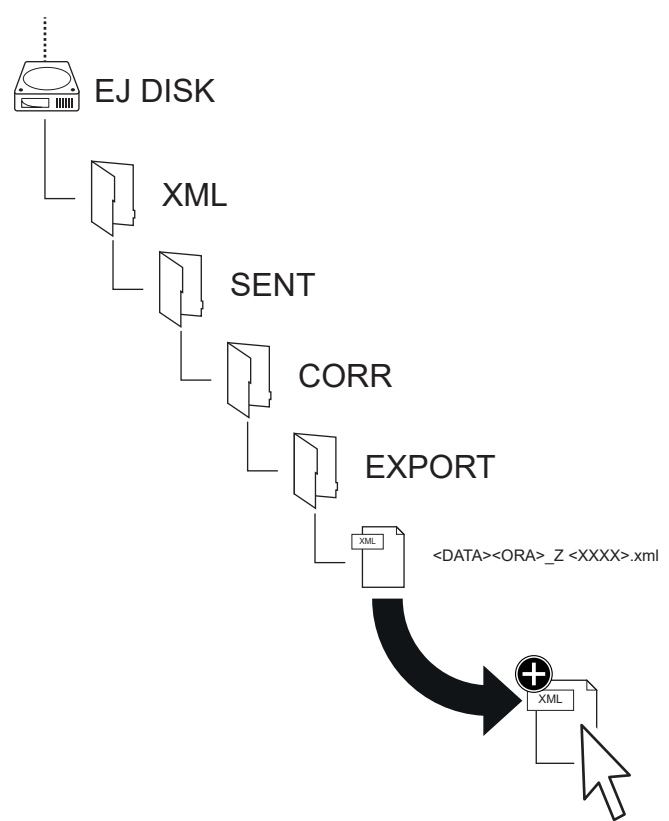 EJ DISK
XML
SENT
CORR
EXPORT
XML
<DATA><ORA>_Z <XXXX>.xml
XML